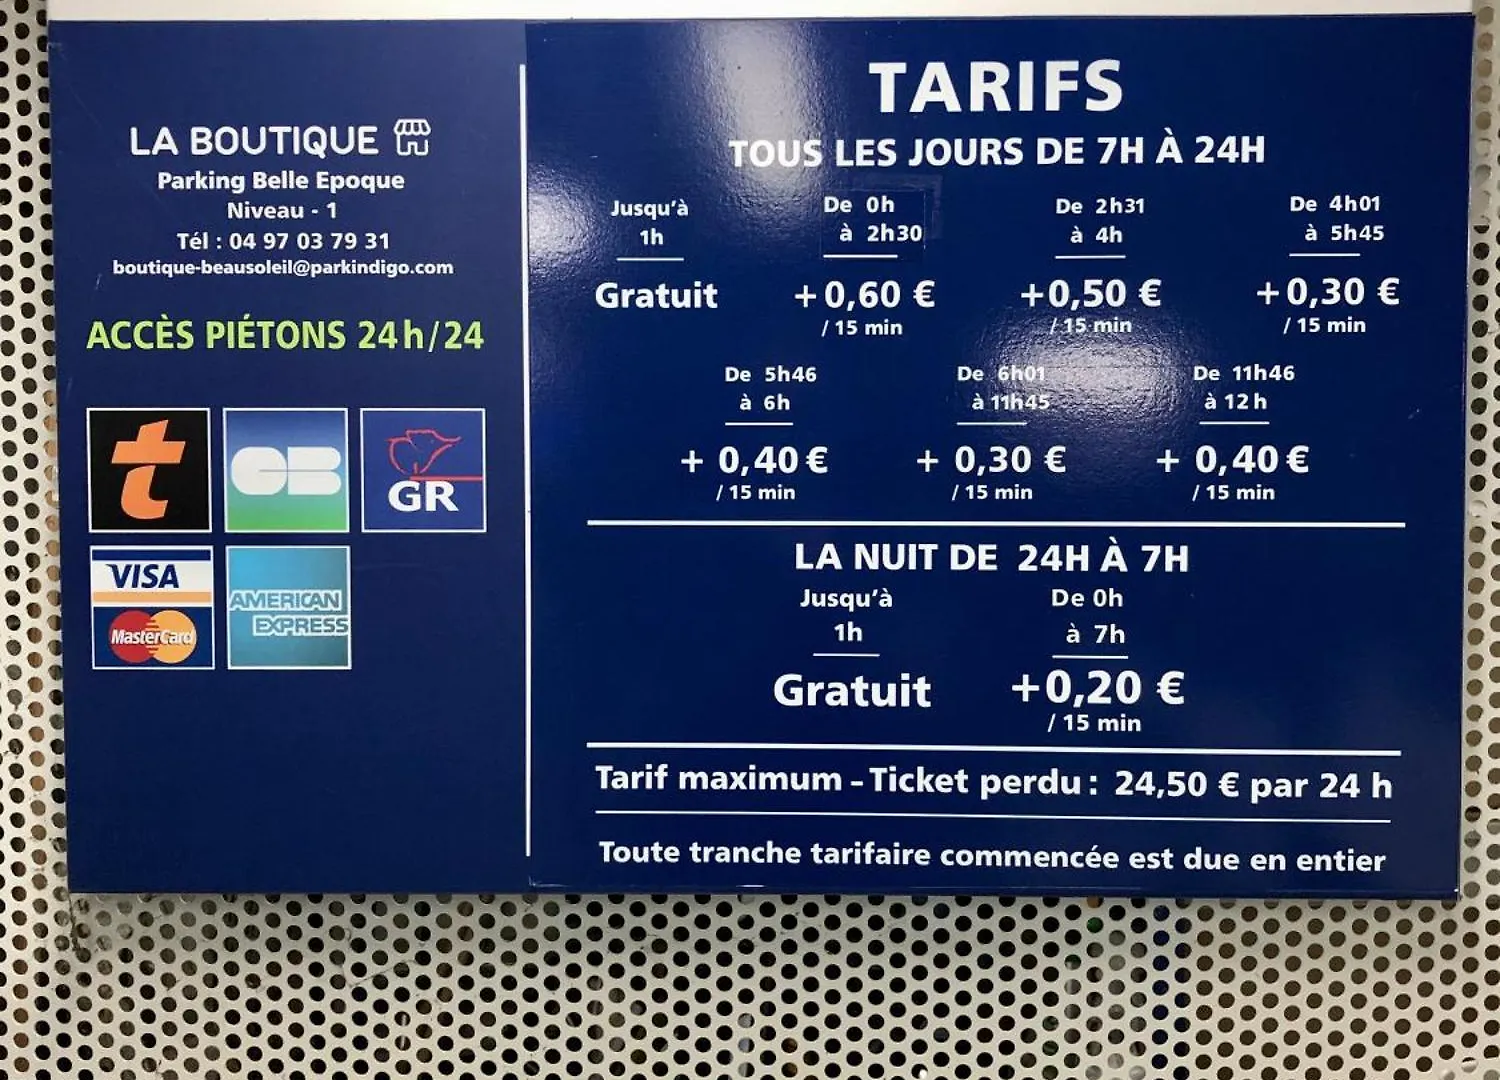 LA BOUTIQUE
Parking Belle Epoque
Niveau - 1
Tél : 04 97 03 79 31
boutique-beausoleil@parkindigo.com
ACCÈS PIÉTONS 24h/24
t
CB
GR
VISA
MasterCard
AMERICAN
EXPRESS
TARIFS
TOUS LES JOURS DE 7H À 24H
Jusqu'à
1h
Gratuit
De 0h
à 2h30
+0,60 €
/ 15 min
De 2h31
à 4h
+0,50 €
/ 15 min
De 4h01
à 5h45
+0,30 €
/ 15 min
De 5h46
à 6h
+ 0,40 €
/ 15 min
De 6h01
à 11h45
+ 0,30 €
/ 15 min
De 11h46
à 12 h
+ 0,40 €
/ 15 min
LA NUIT DE 24H À 7H
Jusqu'à
1h
Gratuit
De 0h
à 7h
+0,20 €
/ 15 min
Tarif maximum - Ticket perdu : 24,50 € par 24 h
Toute tranche tarifaire commencée est due en entier